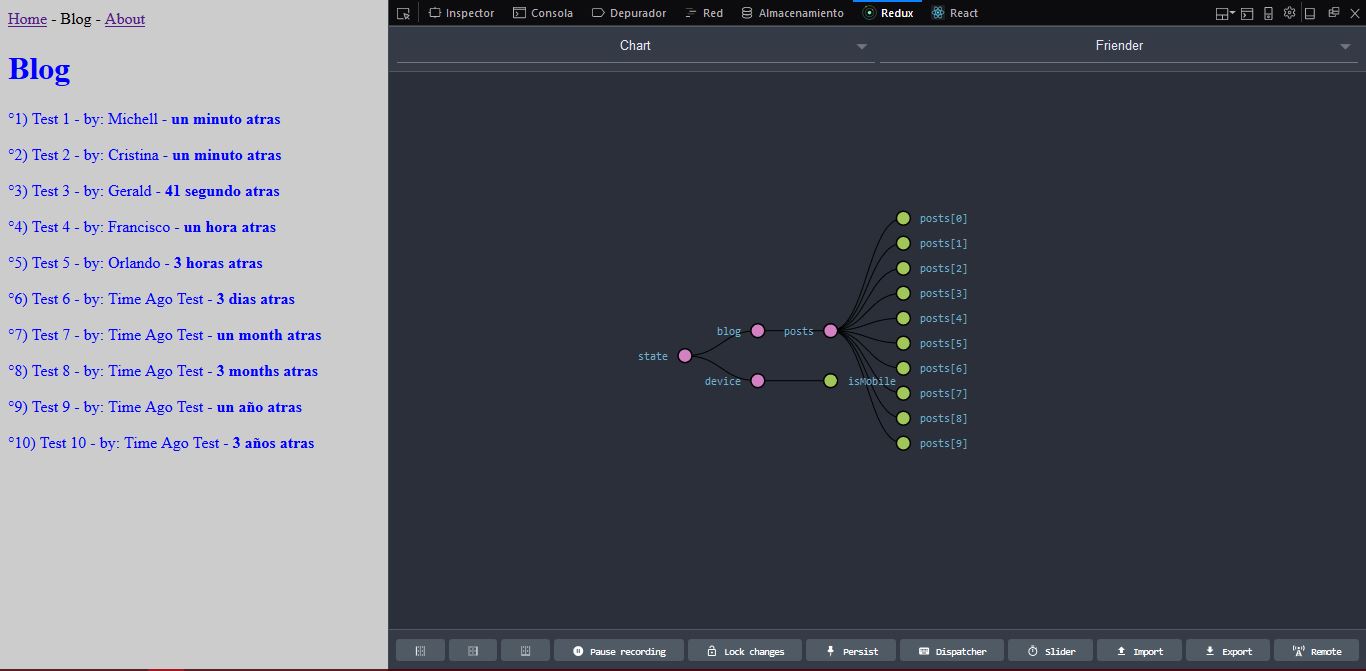 Home - Blog - About
Blog
°1) Test 1 - by: Michell - un minuto atras
°2) Test 2 - by: Cristina - un minuto atras
°3) Test 3 - by: Gerald - 41 segundo atras
°4) Test 4 - by: Francisco - un hora atras
°5) Test 5 - by: Orlando - 3 horas atras
°6) Test 6 - by: Time Ago Test - 3 dias atras
°7) Test 7 - by: Time Ago Test - un month atras
°8) Test 8 - by: Time Ago Test - 3 months atras
°9) Test 9 - by: Time Ago Test - un año atras
°10) Test 10 - by: Time Ago Test - 3 años atras
Inspector Consola Depurador Red Almacenamiento Redux React
Chart Friender
posts[0]
posts[1]
posts[2]
posts[3]
posts[4]
blog posts
posts[5]
state
posts[6]
device isMobile
posts[7]
posts[8]
posts[9]
Pause recording Lock changes Persist Dispatcher Slider Import Export Remote